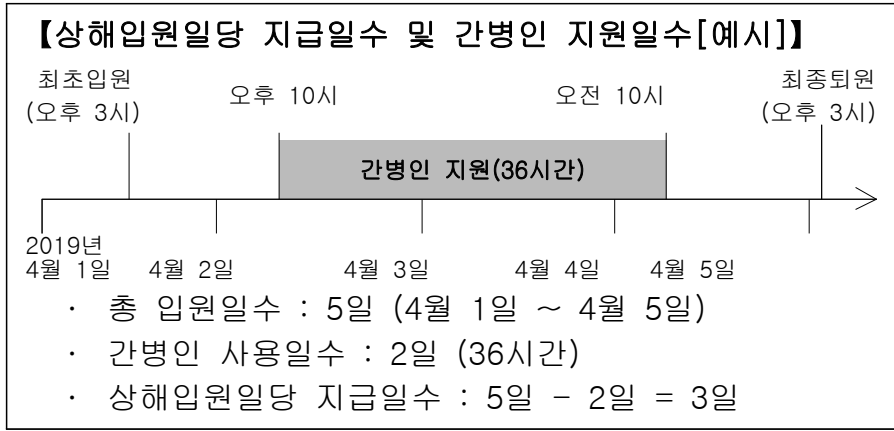 【상해입원일당 지급일수 및 간병인 지원일수[예시]】
최초입원 최종퇴원
(오후 3시) 오후 10시 오전 10시 (오후 3시)
간병인 지원(36시간)
2019년
4월 1일 4월 2일 4월 3일 4월 4일 4월 5일
· 총 입원일수 : 5일 (4월 1일 ~ 4월 5일)
· 간병인 사용일수 : 2일 (36시간)
· 상해입원일당 지급일수 : 5일 - 2일 = 3일